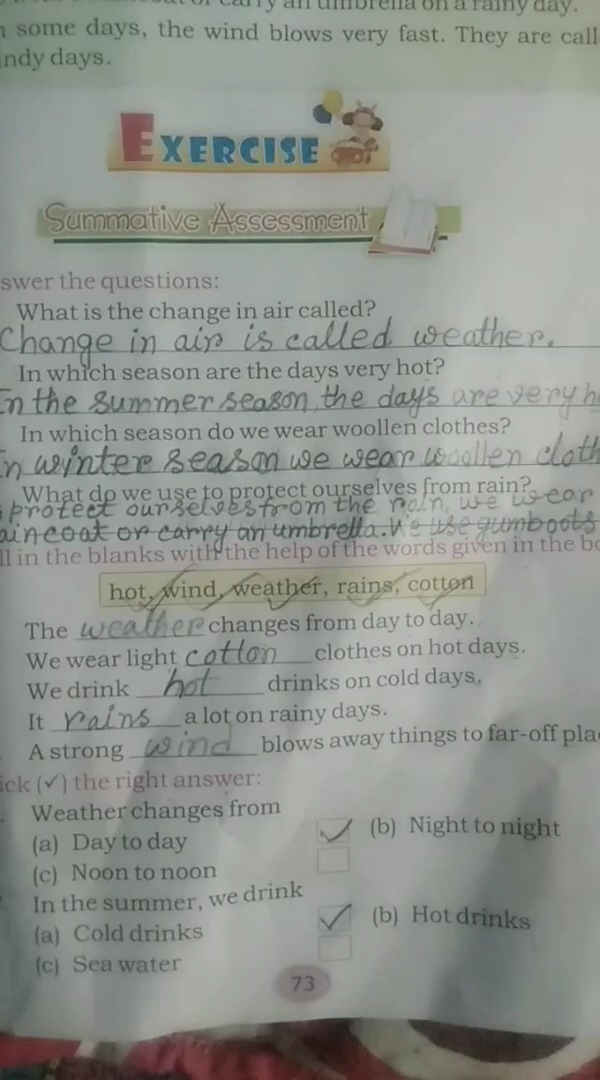 an umbrella on a rainy day.
some days, the wind blows very fast. They are call
ndy days.
EXERCISE
Summative Assessment
swer the questions:
What is the change in air called?
Change in air is called weather.
In which season are the days very hot?
In the summer season, the days are very h
In which season do we wear woollen clothes?
In winter season we wear woollen cloth
What do we use to protect ourselves from rain?
protect ourselves from the rain, we wear
aincoat or carry an umbrella. We use gumboots
ll in the blanks with the help of the words given in the bo
hot, wind, weather, rains, cotton
The weather changes from day to day.
We wear light cotton clothes on hot days.
We drink hot drinks on cold days.
It rains a lot on rainy days.
A strong wind blows away things to far-off pla
ick (✓) the right answer:
Weather changes from
(a) Day to day ✓ (b) Night to night
(c) Noon to noon
In the summer, we drink
(a) Cold drinks ✓ (b) Hot drinks
(c) Sea water
73